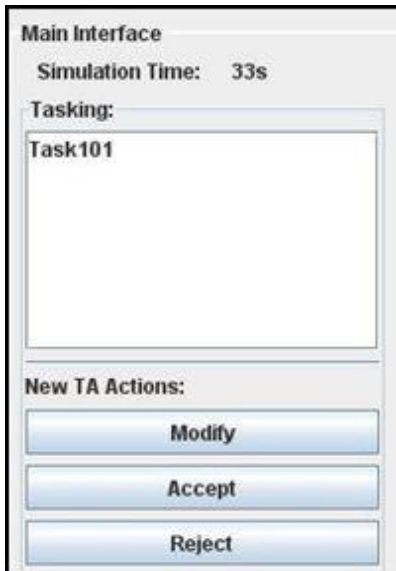 Main Interface
Simulation Time: 33s
Tasking:
Task101
New TA Actions:
Modify
Accept
Reject